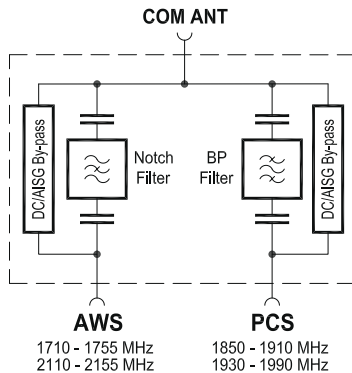 COM ANT
DC/AISG By-pass
Notch
Filter
BP
Filter
DC/AISG By-pass
AWS
1710 - 1755 MHz
2110 - 2155 MHz
PCS
1850 - 1910 MHz
1930 - 1990 MHz